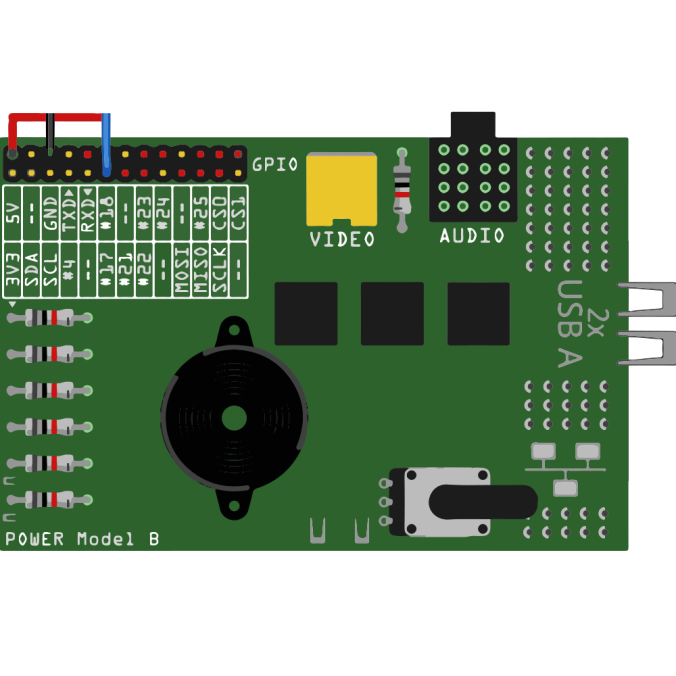 GPIO
5V -- GND TXD▶ RXD◀ #18 -- #23 #24 -- #25 CS0 CS1
3V3 SDA SCL #4 -- #17 #21 #22 -- MOSI MISO SCLK --
VIDEO
AUDIO
2x
USB A
POWER Model B